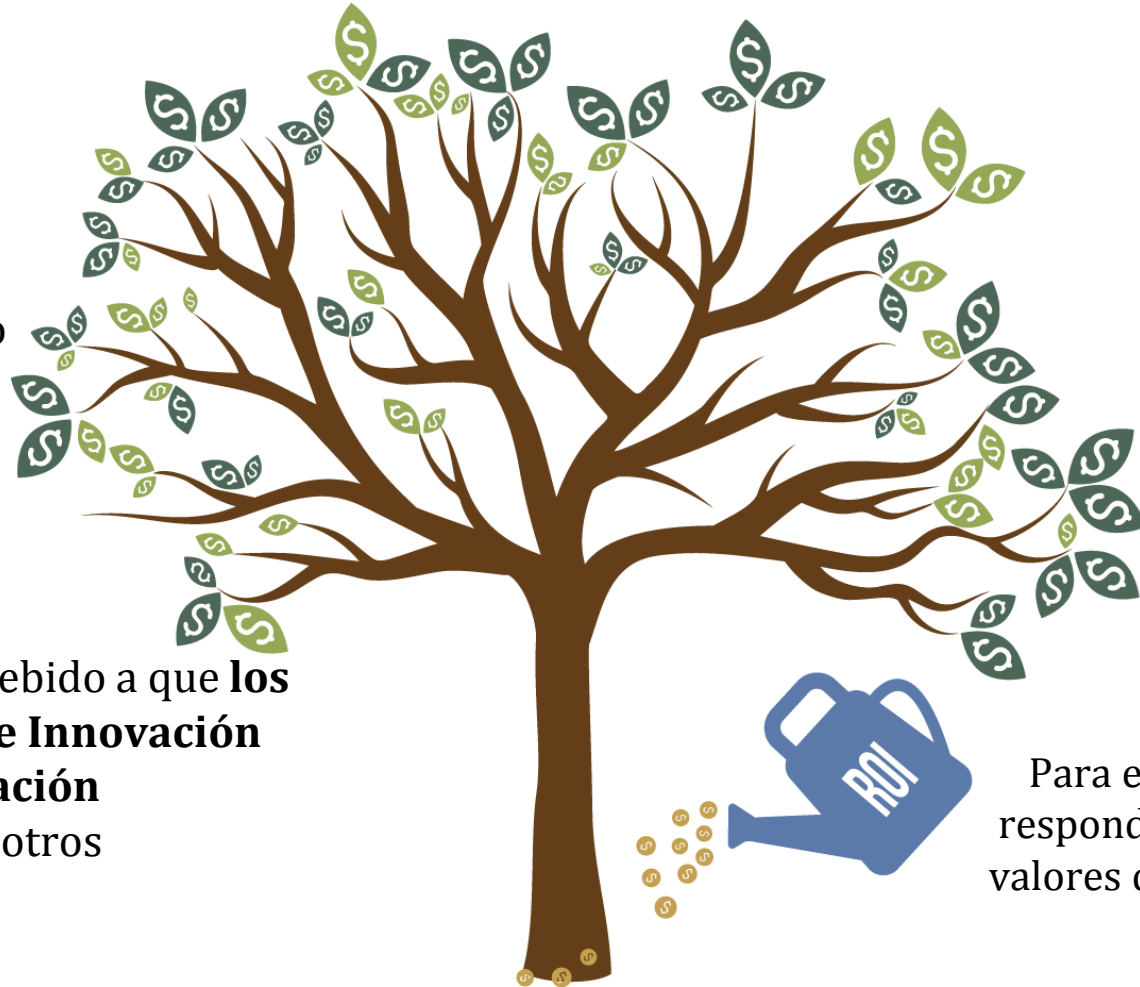 o
ebido a que los
e Innovación
ación
otros
ROI
Para e
respond
valores